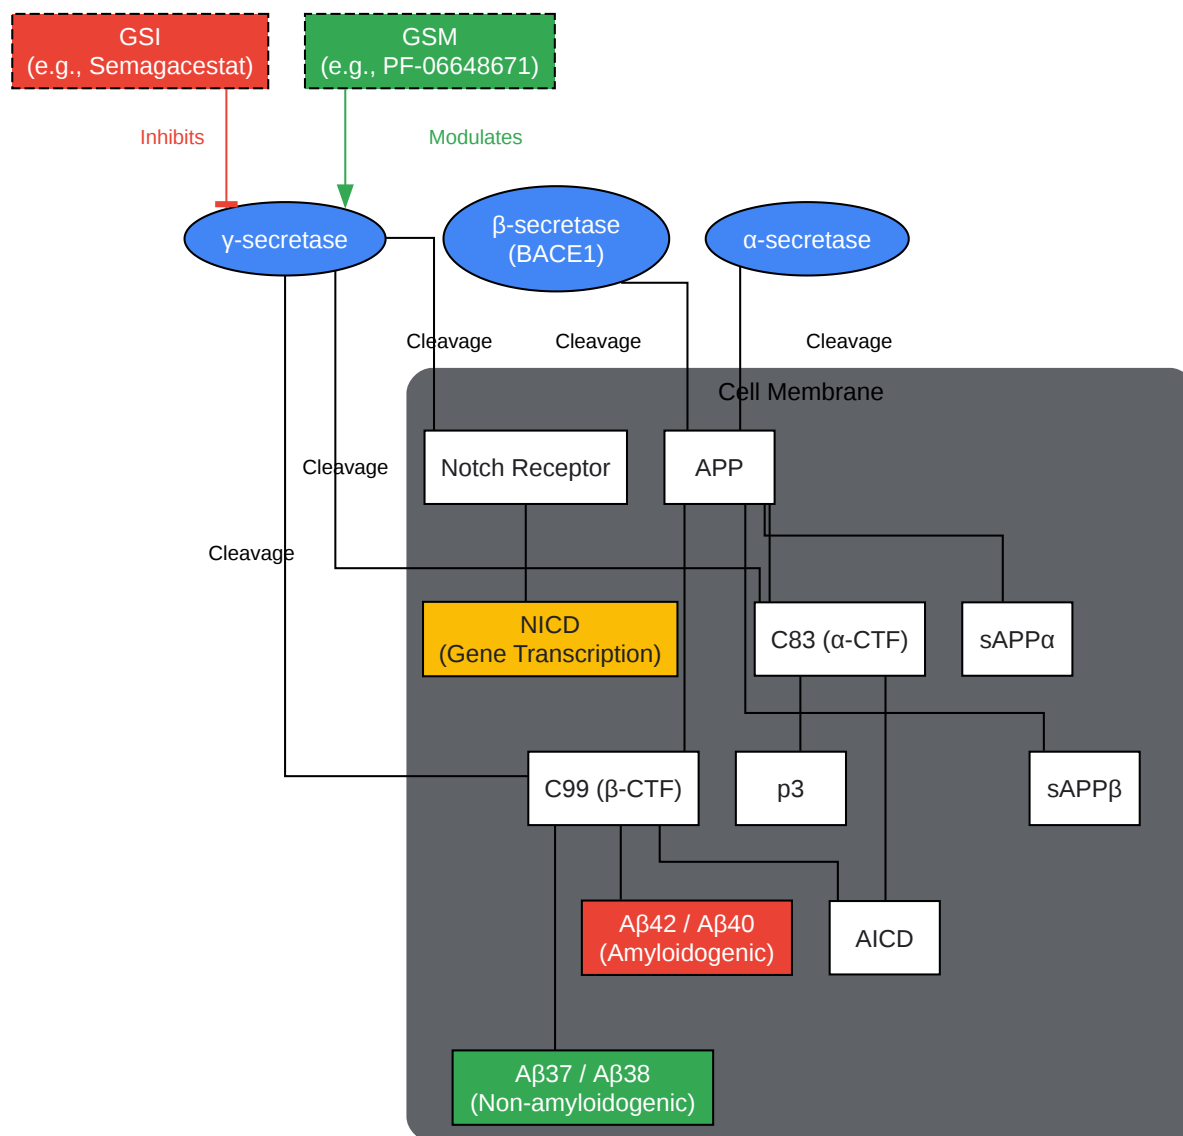 GSI
(e.g., Semagacestat)
GSM
(e.g., PF-06648671)
Inhibits
Modulates
γ-secretase
β-secretase
(BACE1)
α-secretase
Cleavage
Cleavage
Cleavage
Cell Membrane
Notch Receptor
APP
Cleavage
Cleavage
NICD
(Gene Transcription)
C83 (α-CTF)
sAPPα
C99 (β-CTF)
p3
sAPPβ
Aβ42 / Aβ40
(Amyloidogenic)
AICD
Aβ37 / Aβ38
(Non-amyloidogenic)